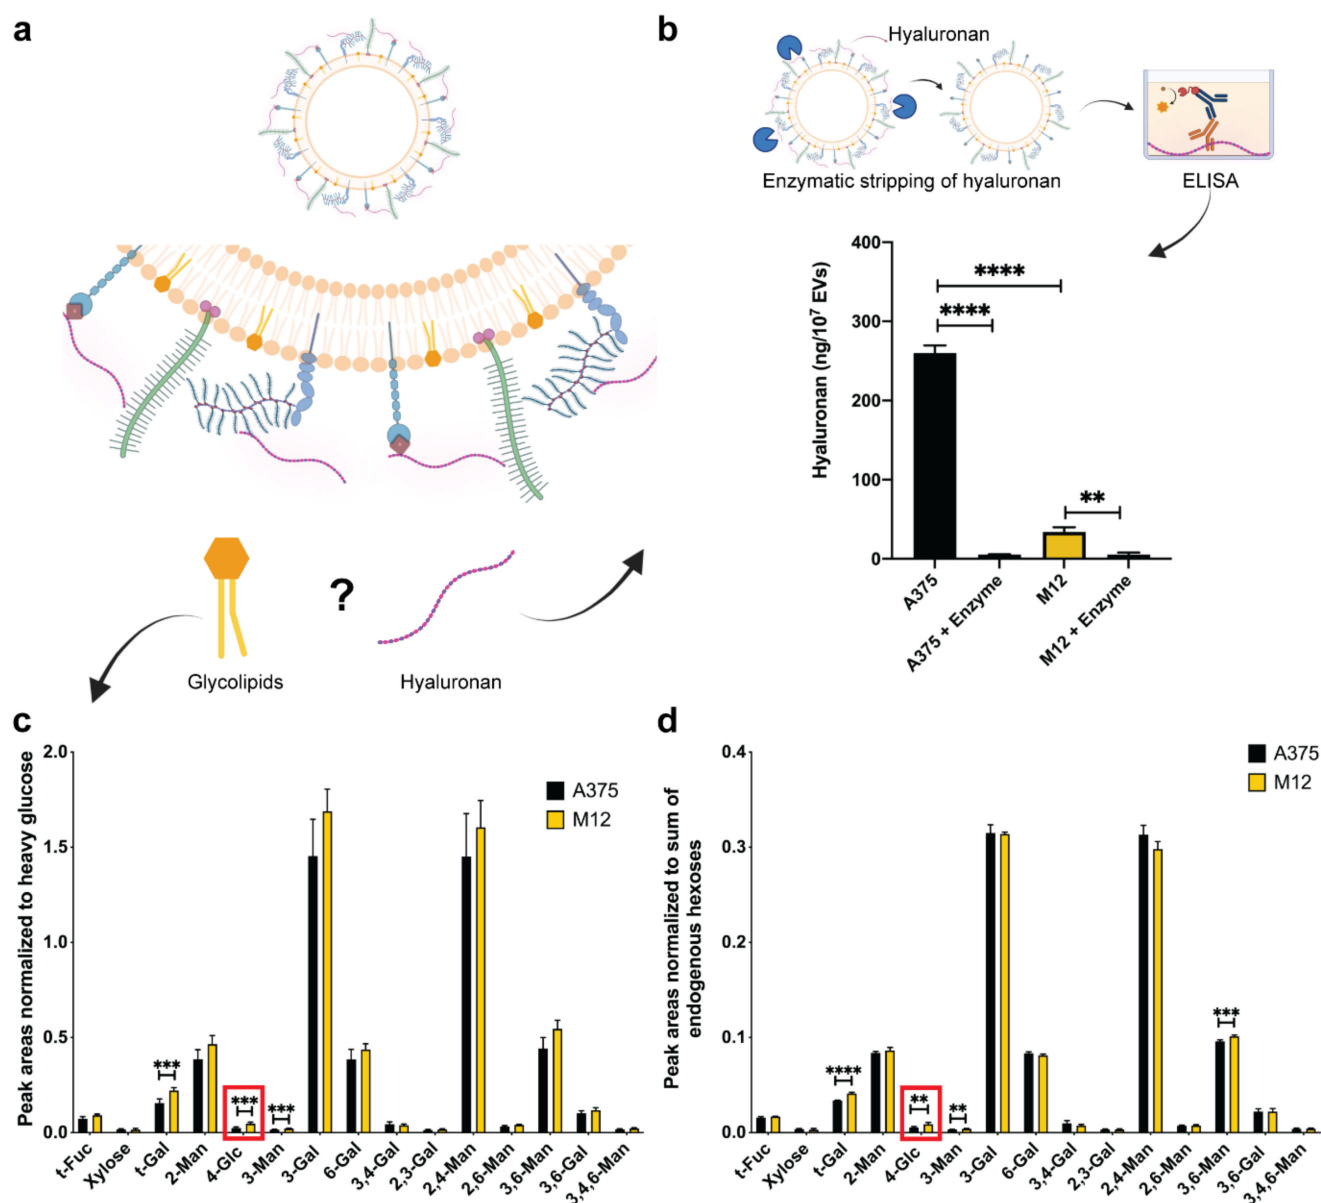 a
?
Glycolipids
Hyaluronan
b
Hyaluronan
Enzymatic stripping of hyaluronan
ELISA
Hyaluronan (ng/10⁷ EVs)
400
300
200
100
0
****
****
**
A375
A375 + Enzyme
M12
M12 + Enzyme
c
Peak areas normalized to heavy glucose
2.0
1.5
1.0
0.5
0.0
A375
M12
***
***
***
t-Fuc
Xylose
t-Gal
2-Man
4-Glc
3-Man
3-Gal
6-Gal
3,4-Gal
2,3-Gal
2,4-Man
2,6-Man
3,6-Man
3,6-Gal
3,4,6-Man
d
Peak areas normalized to sum of
endogenous hexoses
0.4
0.3
0.2
0.1
0.0
A375
M12
****
**
**
***
t-Fuc
Xylose
t-Gal
2-Man
4-Glc
3-Man
3-Gal
6-Gal
3,4-Gal
2,3-Gal
2,4-Man
2,6-Man
3,6-Man
3,6-Gal
3,4,6-Man